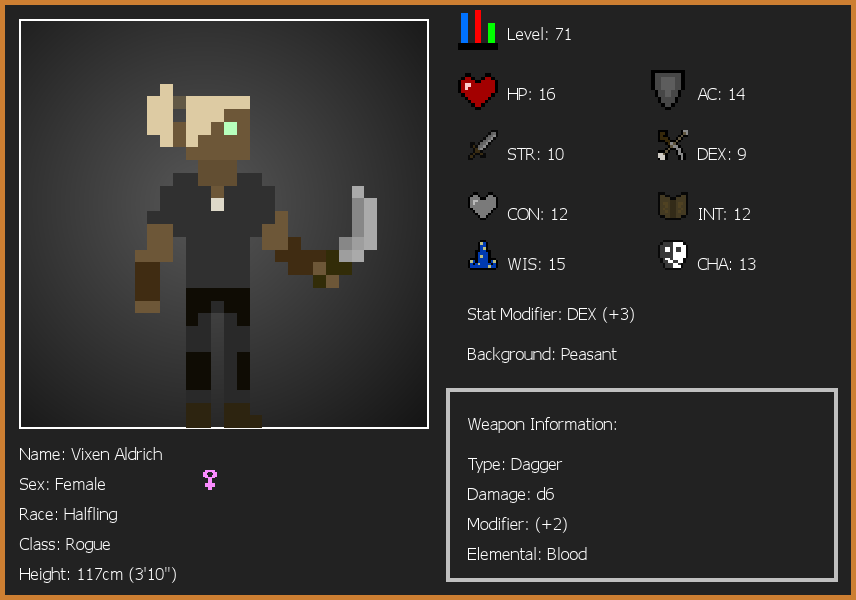 Level: 71
HP: 16
AC: 14
STR: 10
DEX: 9
CON: 12
INT: 12
WIS: 15
CHA: 13
Stat Modifier: DEX (+3)
Background: Peasant
Weapon Information:
Type: Dagger
Damage: d6
Modifier: (+2)
Elemental: Blood
Name: Vixen Aldrich
Sex: Female
Race: Halfling
Class: Rogue
Height: 117cm (3'10")